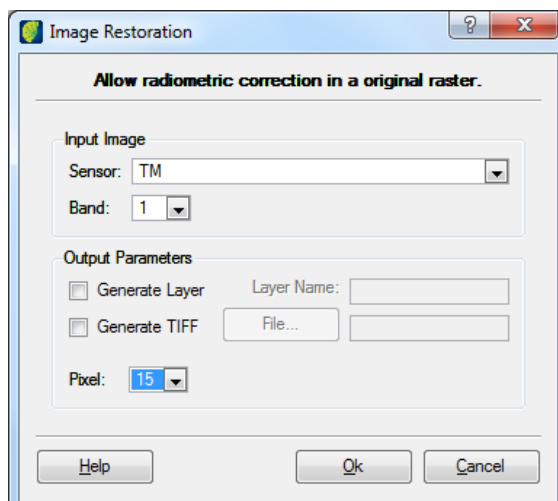 Image Restoration
?
X
Allow radiometric correction in a original raster.
Input Image
Sensor: TM
Band: 1
Output Parameters
Generate Layer Layer Name:
Generate TIFF File...
Pixel: 15
Help Ok Cancel